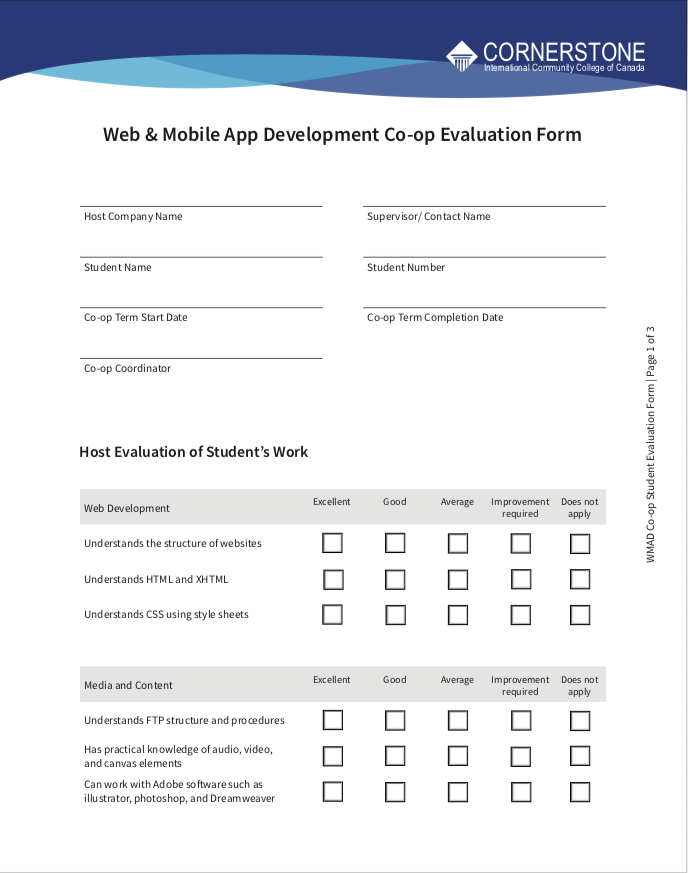 CORNERSTONE
International Community College of Canada
Web & Mobile App Development Co-op Evaluation Form
Host Company Name
Supervisor/ Contact Name
Student Name
Student Number
Co-op Term Start Date
Co-op Term Completion Date
Co-op Coordinator
WMAD Co-op Student Evaluation Form | Page 1 of 3
Host Evaluation of Student's Work
Web Development
Excellent
Good
Average
Improvement
required
Does not
apply
Understands the structure of websites
Understands HTML and XHTML
Understands CSS using style sheets
Media and Content
Excellent
Good
Average
Improvement
required
Does not
apply
Understands FTP structure and procedures
Has practical knowledge of audio, video,
and canvas elements
Can work with Adobe software such as
illustrator, photoshop, and Dreamweaver